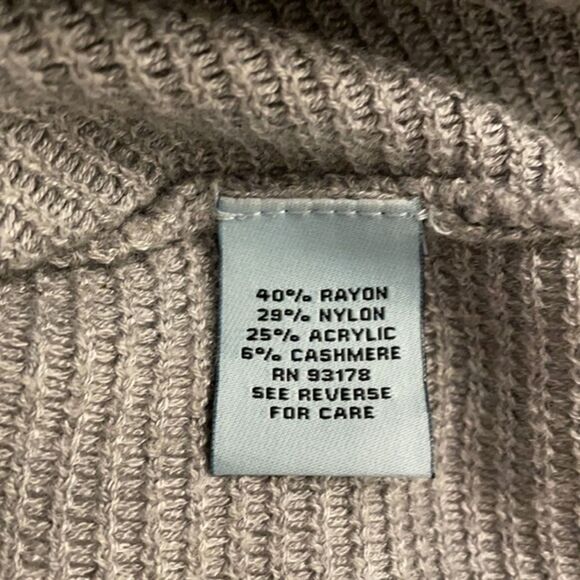 40% RAYON
29% NYLON
25% ACRYLIC
6% CASHMERE
RN 93178
SEE REVERSE
FOR CARE